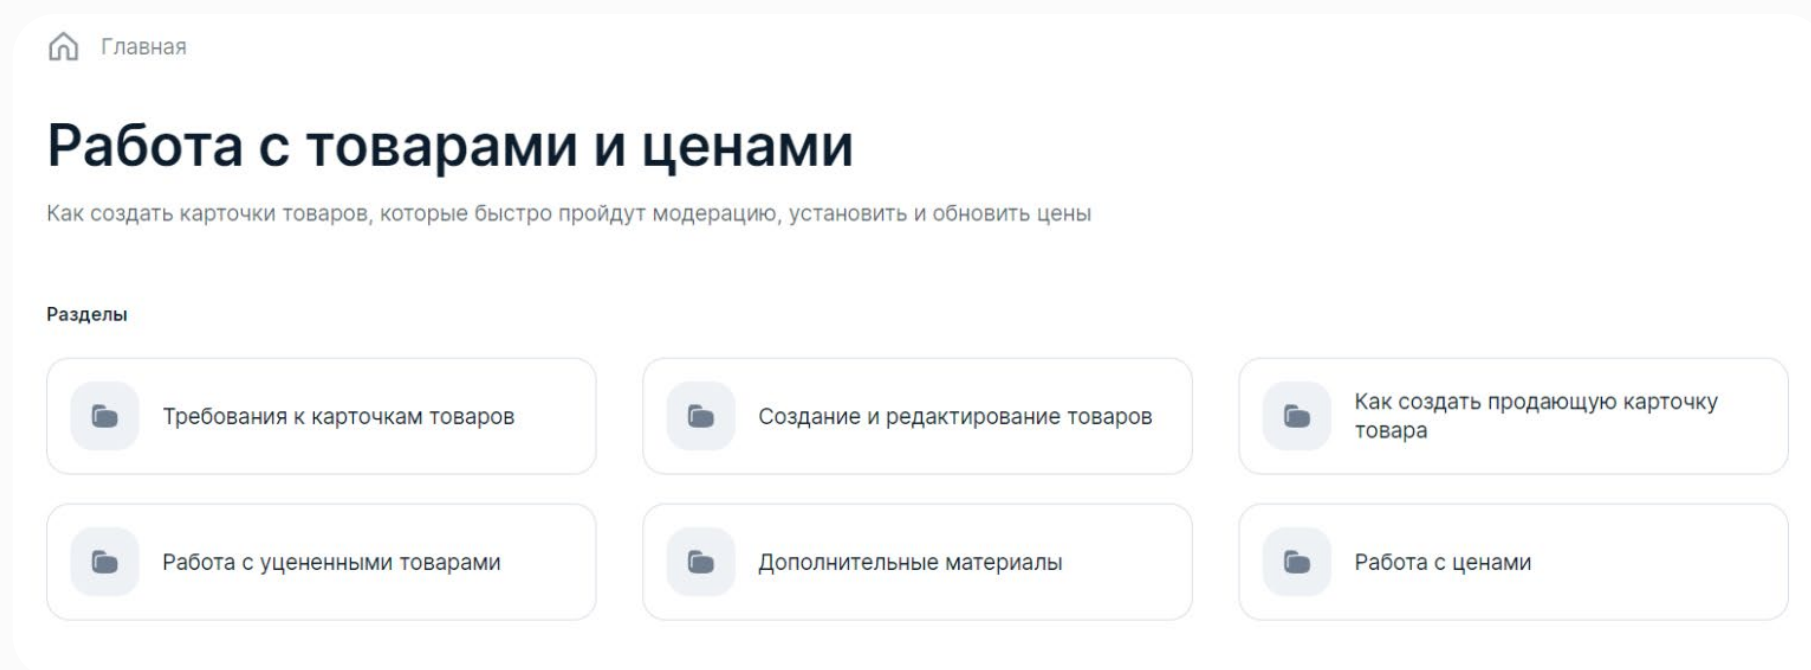 Главная
Работа с товарами и ценами
Как создать карточки товаров, которые быстро пройдут модерацию, установить и обновить цены
Разделы
Требования к карточкам товаров
Создание и редактирование товаров
Как создать продающую карточку
товара
Работа с уцененными товарами
Дополнительные материалы
Работа с ценами